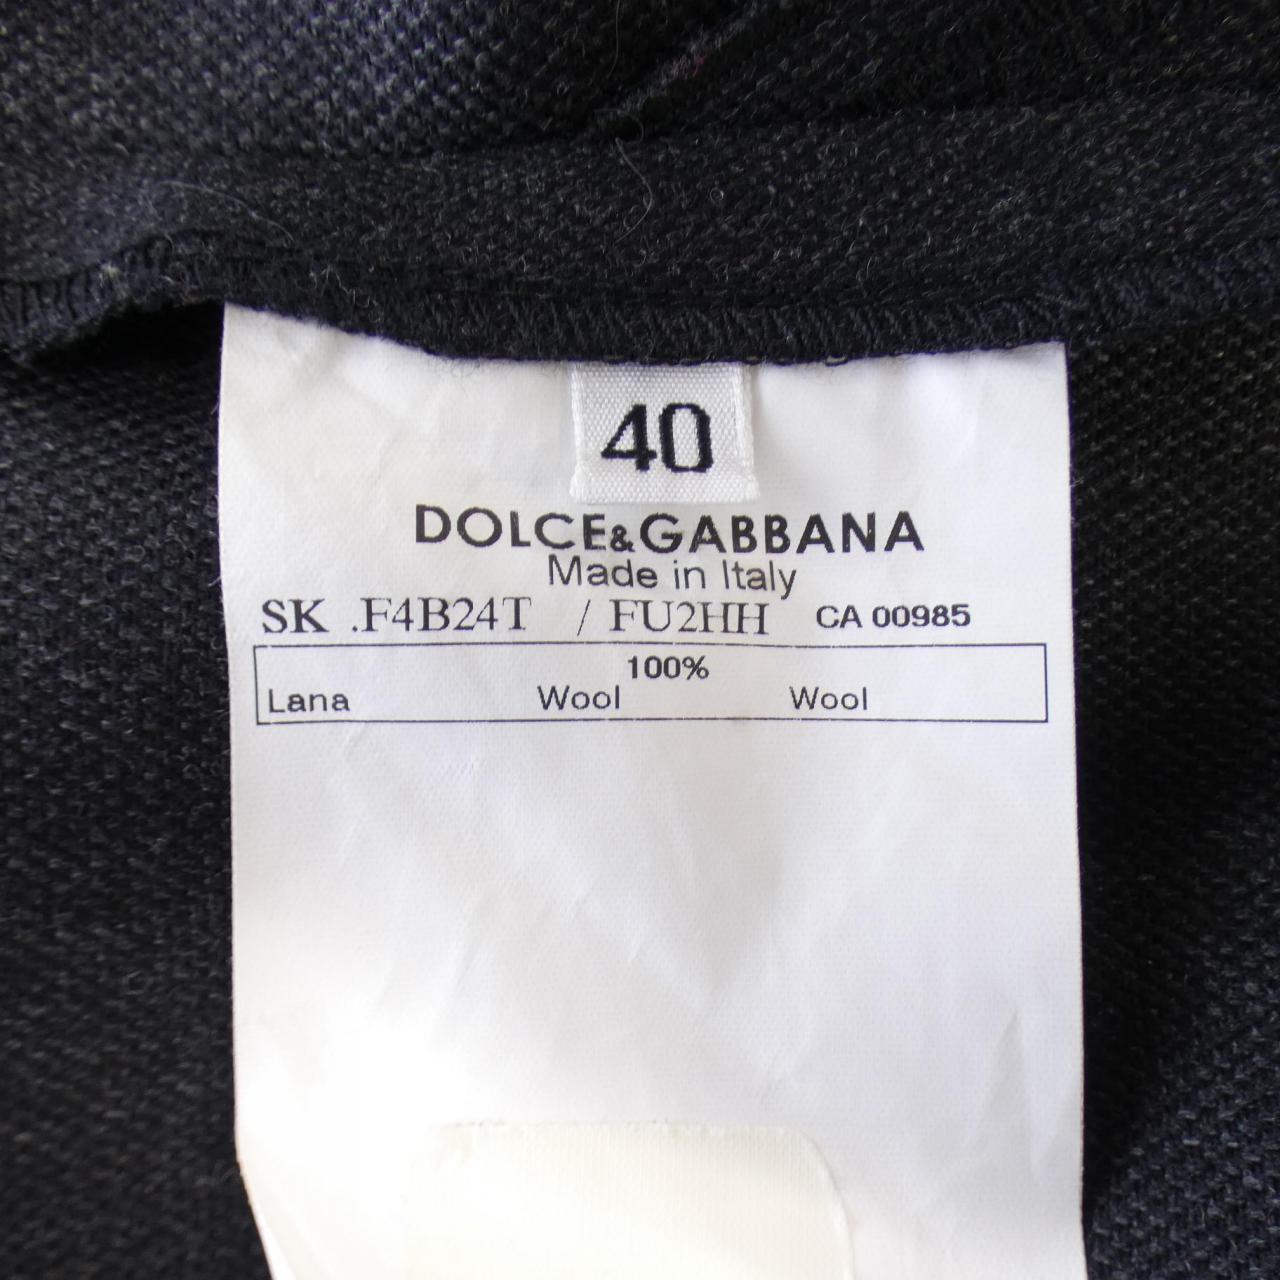 40
DOLCE&GABBANA
Made in Italy
SK .F4B24T / FU2HH CA 00985
100%
Lana Wool Wool